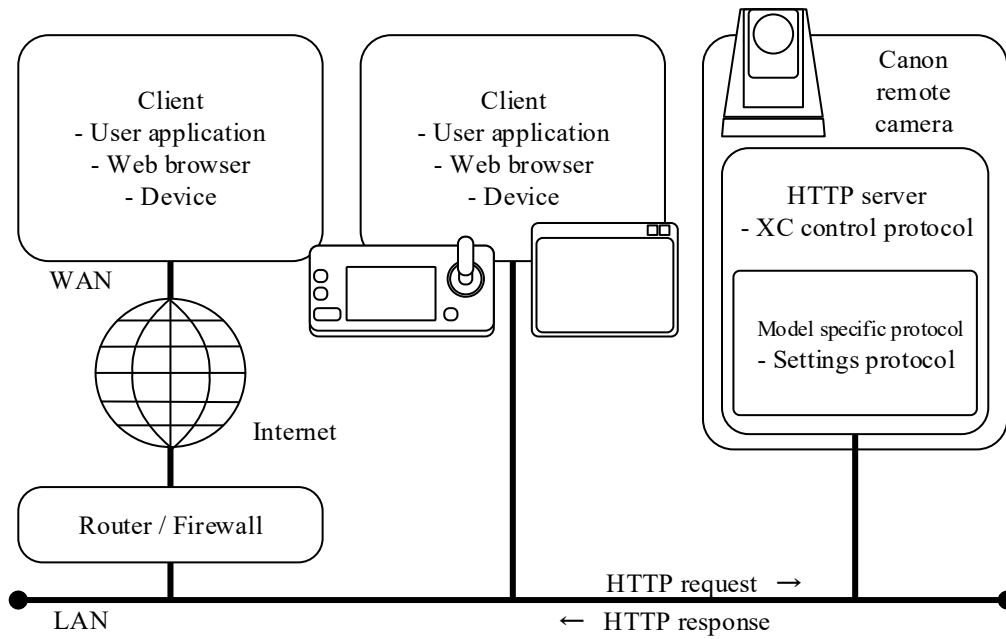 Client
- User application
- Web browser
- Device
WAN
Internet
Router / Firewall
LAN
Client
- User application
- Web browser
- Device
Canon
remote
camera
HTTP server
- XC control protocol
Model specific protocol
- Settings protocol
HTTP request →
← HTTP response